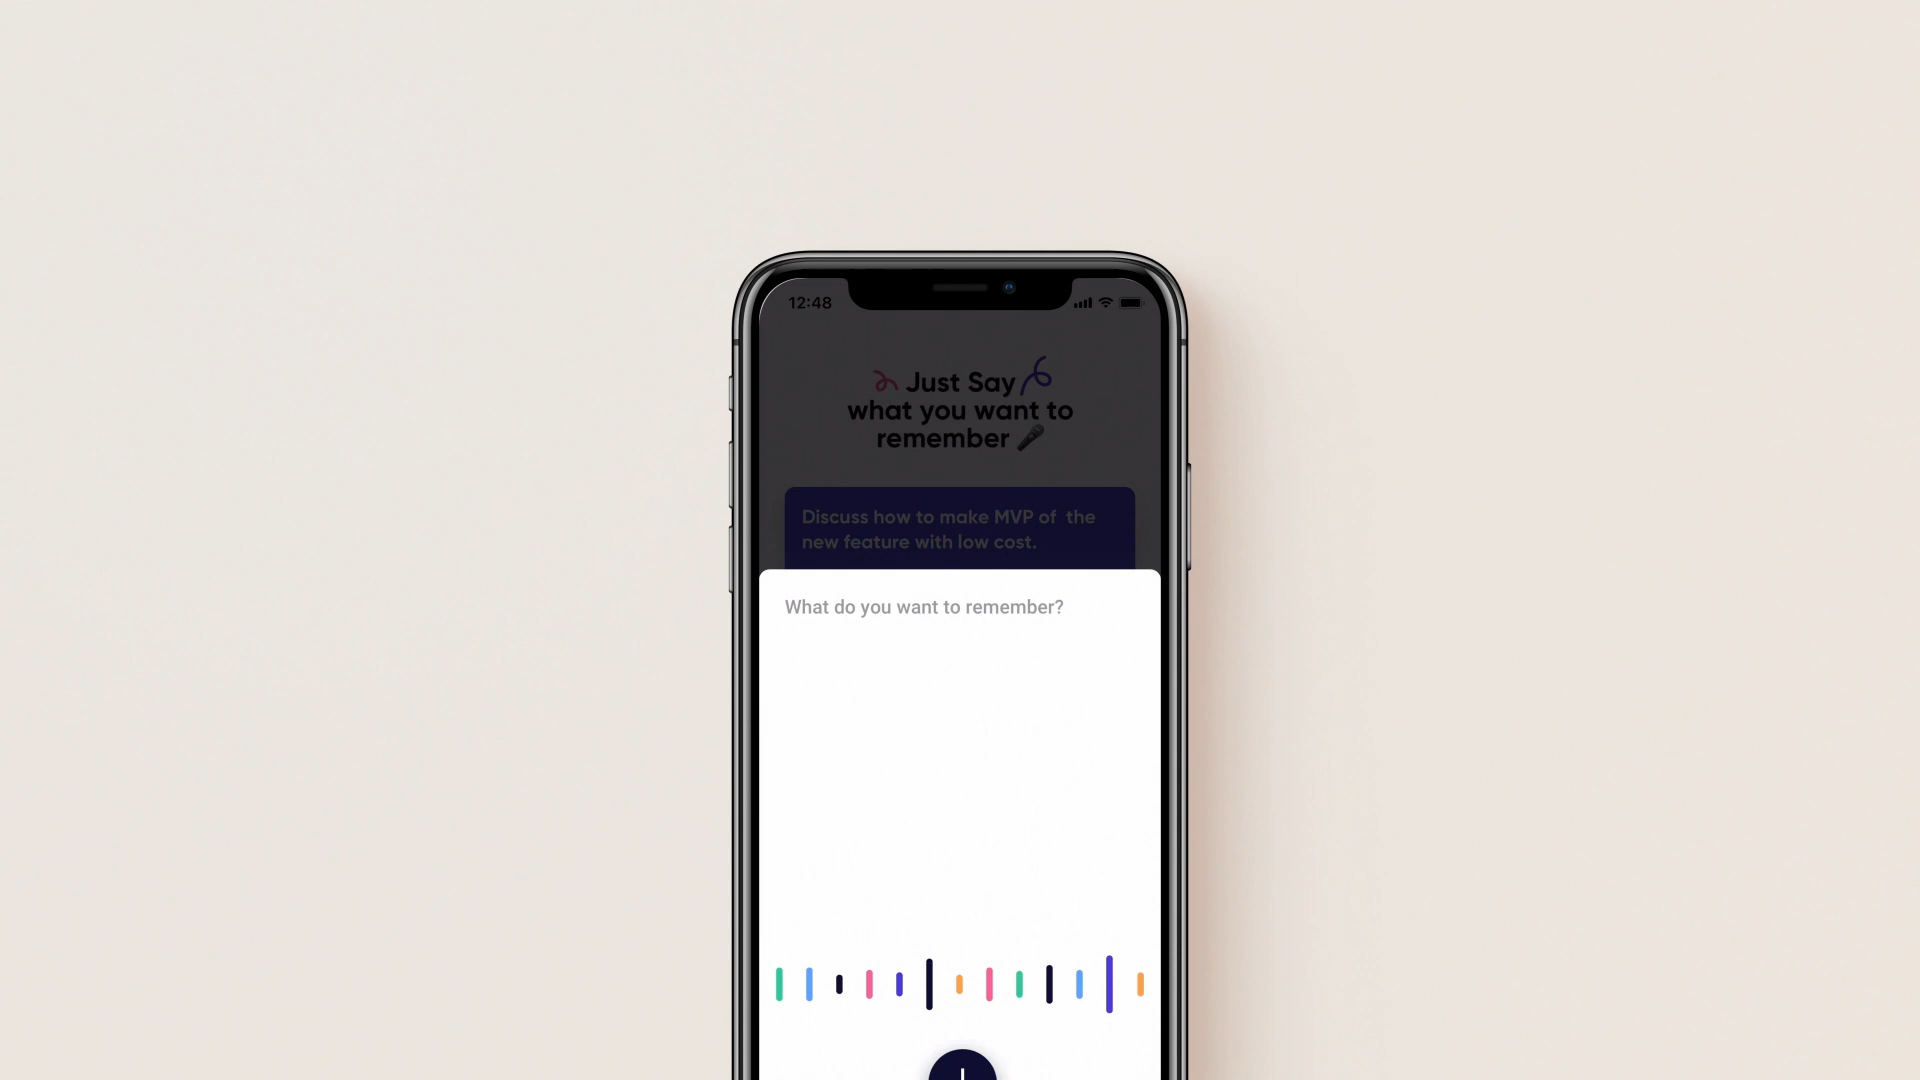 12:48
Just Say
what you want to
remember
Discuss how to make MVP of the
new feature with low cost.
What do you want to remember?